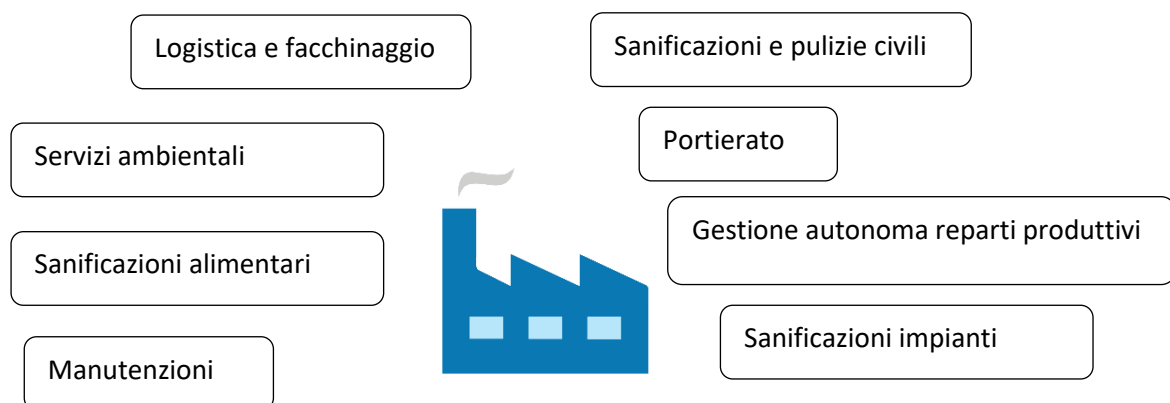 Logistica e facchinaggio
Sanificazioni e pulizie civili
Servizi ambientali
Portierato
Gestione autonoma reparti produttivi
Sanificazioni alimentari
Sanificazioni impianti
Manutenzioni